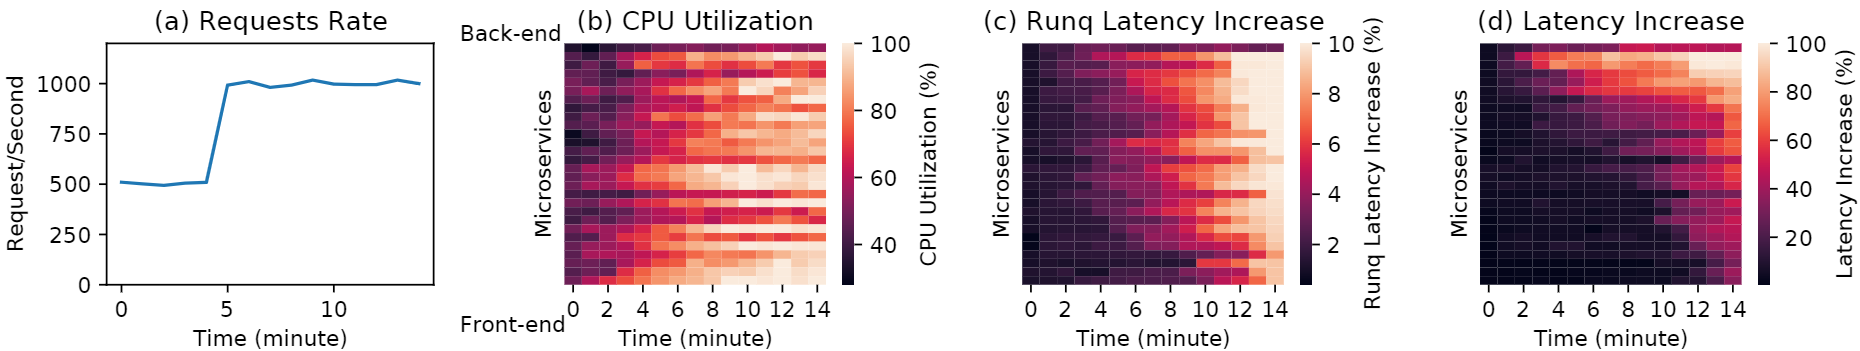 (a) Requests Rate
Request/Second
1000
750
500
250
0
0 5 10
Time (minute)
Back-end
Front-end
(b) CPU Utilization
Microservices
0 2 4 6 8 10 12 14
Time (minute)
100
80
60
40
CPU Utilization (%)
(c) Runq Latency Increase
Microservices
0 2 4 6 8 10 12 14
Time (minute)
10
8
6
4
2
Runq Latency Increase (%)
(d) Latency Increase
Microservices
0 2 4 6 8 10 12 14
Time (minute)
100
80
60
40
20
Latency Increase (%)